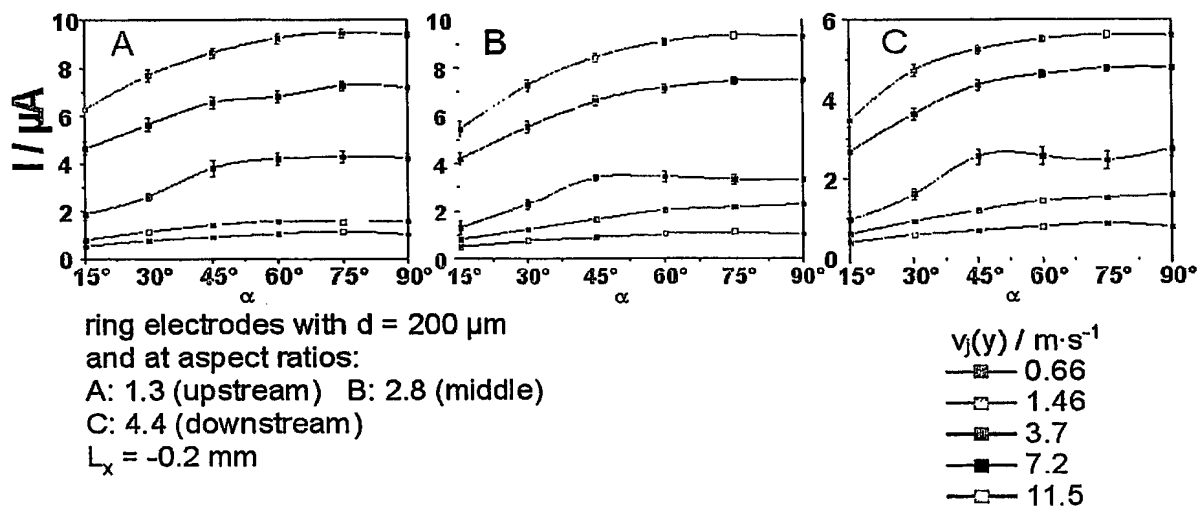 A
B
C
I / µA
10
8
6
4
2
0
15° 30° 45° 60° 75° 90°
α
10
8
6
4
2
0
15° 30° 45° 60° 75° 90°
α
6
4
2
0
15° 30° 45° 60° 75° 90°
α
ring electrodes with d = 200 µm
and at aspect ratios:
A: 1.3 (upstream) B: 2.8 (middle)
C: 4.4 (downstream)
Lx = -0.2 mm
vj(y) / m·s⁻¹
0.66
1.46
3.7
7.2
11.5